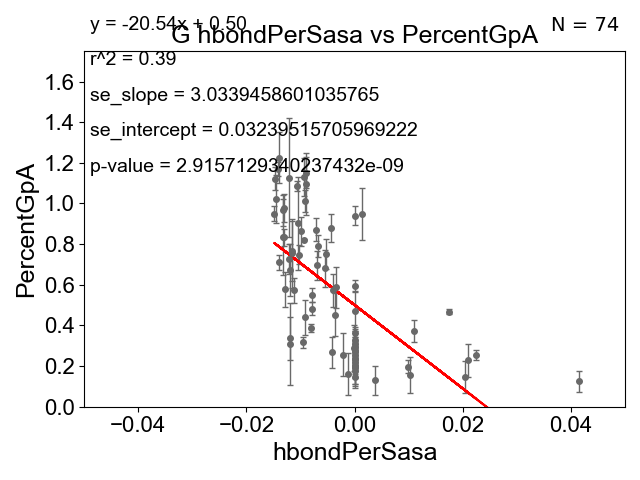 y = -20.54x + 0.50
N = 74
G hbondPerSasa vs PercentGpA
r^2 = 0.39
se_slope = 3.0339458601035765
se_intercept = 0.03239515705969222
p-value = 2.9157129340237432e-09
PercentGpA
1.6
1.4
1.2
1.0
0.8
0.6
0.4
0.2
0.0
−0.04 −0.02 0.00 0.02 0.04
hbondPerSasa